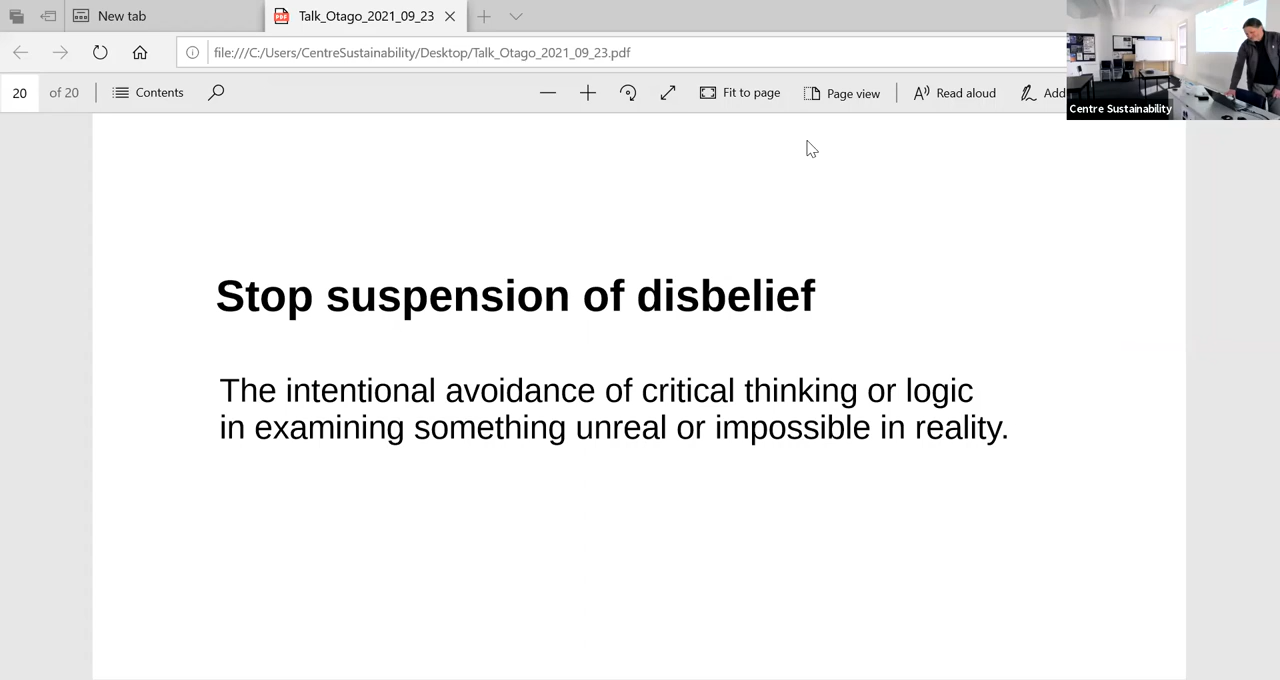 New tab
Talk_Otago_2021_09_23
file:///C:/Users/CentreSustainability/Desktop/Talk_Otago_2021_09_23.pdf
20 of 20
Contents
Fit to page
Page view
Read aloud
Add
Centre Sustainability
Stop suspension of disbelief
The intentional avoidance of critical thinking or logic
in examining something unreal or impossible in reality.